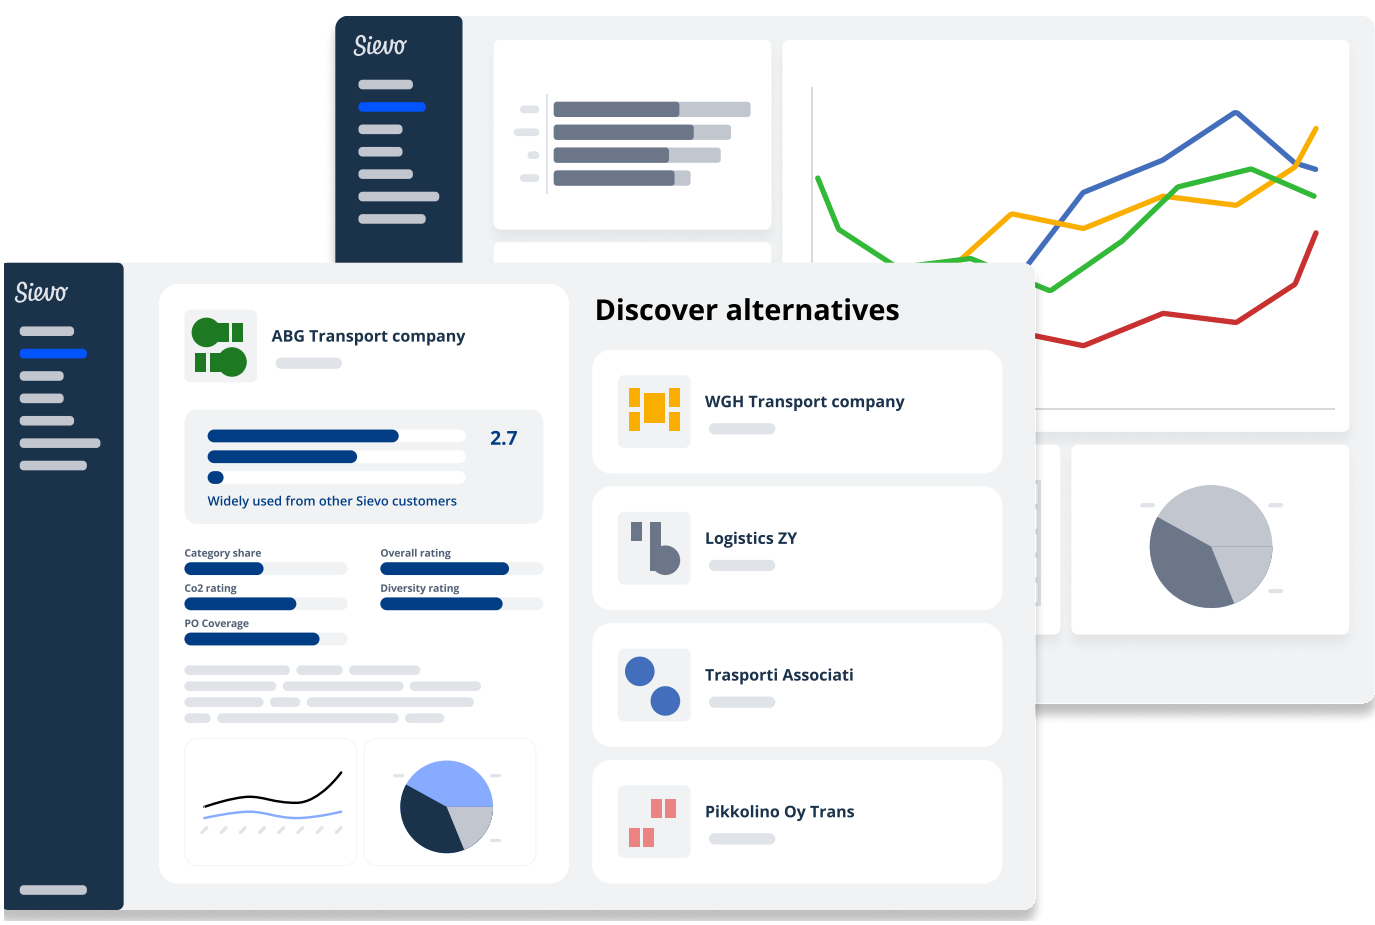 Sievo
Sievo
ABG Transport company
2.7
Widely used from other Sievo customers
Category share
Overall rating
Co2 rating
Diversity rating
PO Coverage
Discover alternatives
WGH Transport company
Logistics ZY
Trasporti Associati
Pikkolino Oy Trans